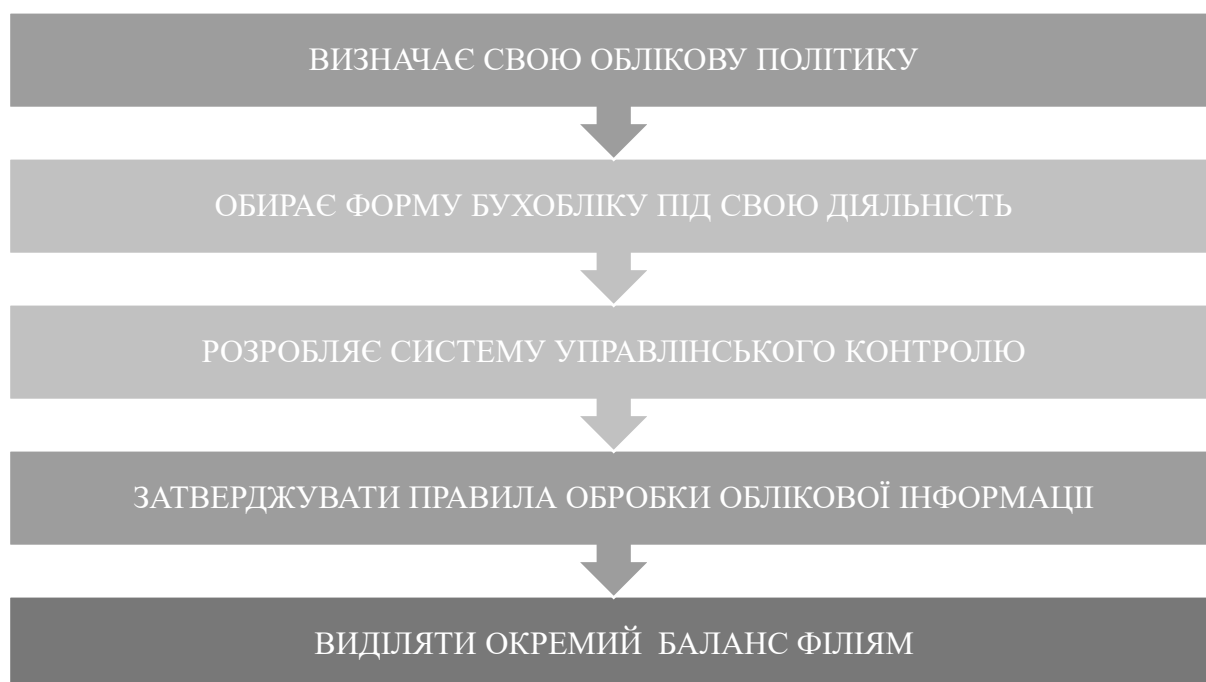 ВИЗНАЧАЄ СВОЮ ОБЛІКОВУ ПОЛІТИКУ
ОБИРАЄ ФОРМУ БУХОБЛІКУ ПІД СВОЮ ДІЯЛЬНІСТЬ
РОЗРОБЛЯЄ СИСТЕМУ УПРАВЛІНСЬКОГО КОНТРОЛЮ
ЗАТВЕРДЖУВАТИ ПРАВИЛА ОБРОБКИ ОБЛІКОВОЇ ІНФОРМАЦІІ
ВИДІЛЯТИ ОКРЕМИЙ  БАЛАНС ФІЛІЯМ